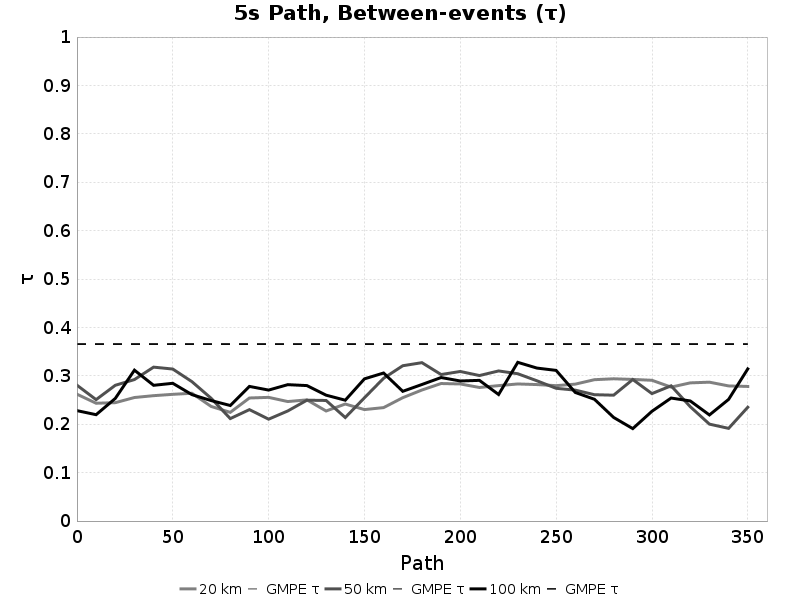 5s Path, Between-events (τ)
1
0.9
0.8
0.7
0.6
0.5
τ
0.4
0.3
0.2
0.1
0
0 50 100 150 200 250 300 350
Path
20 km GMPE τ 50 km GMPE τ 100 km GMPE τ